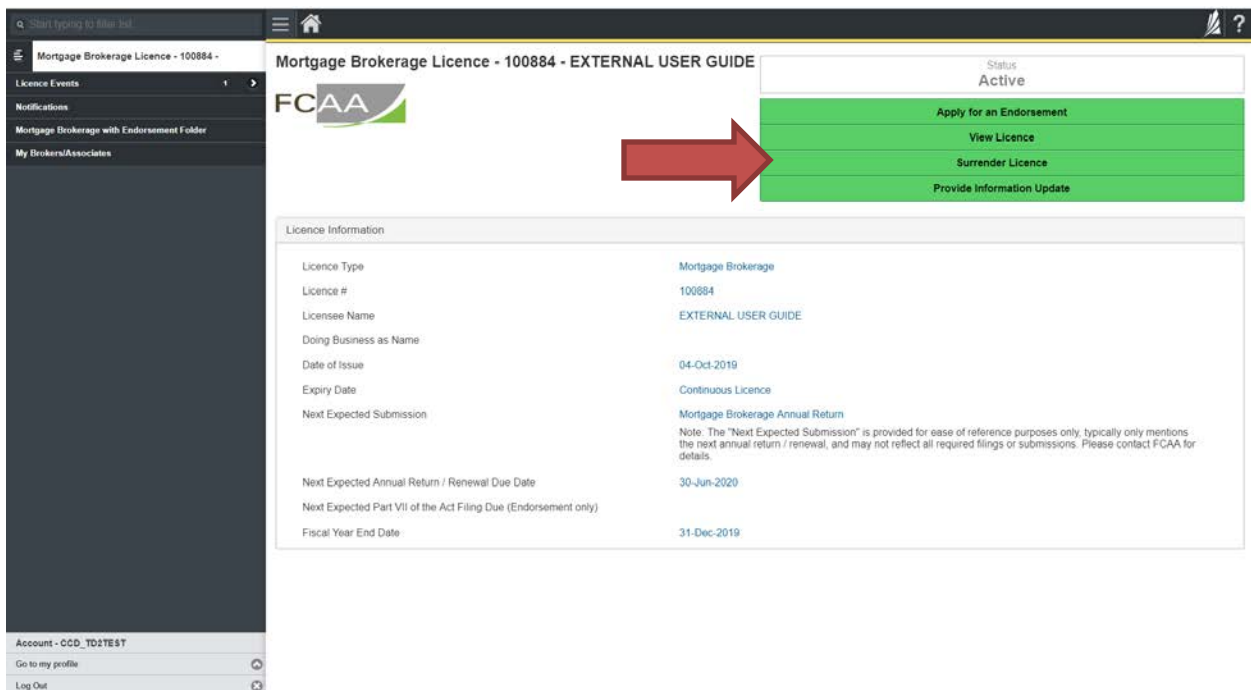 Start typing to filter list...
?
Mortgage Brokerage Licence - 100884 -
Licence Events 1
Notifications
Mortgage Brokerage with Endorsement Folder
My Brokers/Associates
Mortgage Brokerage Licence - 100884 - EXTERNAL USER GUIDE
FCAA
Status
Active
Apply for an Endorsement
View Licence
Surrender Licence
Provide Information Update
Licence Information
Licence Type Mortgage Brokerage
Licence # 100884
Licensee Name EXTERNAL USER GUIDE
Doing Business as Name
Date of Issue 04-Oct-2019
Expiry Date Continuous Licence
Next Expected Submission Mortgage Brokerage Annual Return
Note: The "Next Expected Submission" is provided for ease of reference purposes only, typically only mentions
the next annual return / renewal, and may not reflect all required filings or submissions. Please contact FCAA for
details.
Next Expected Annual Return / Renewal Due Date 30-Jun-2020
Next Expected Part VII of the Act Filing Due (Endorsement only)
Fiscal Year End Date 31-Dec-2019
Account - CCD_TD2TEST
Go to my profile
Log Out